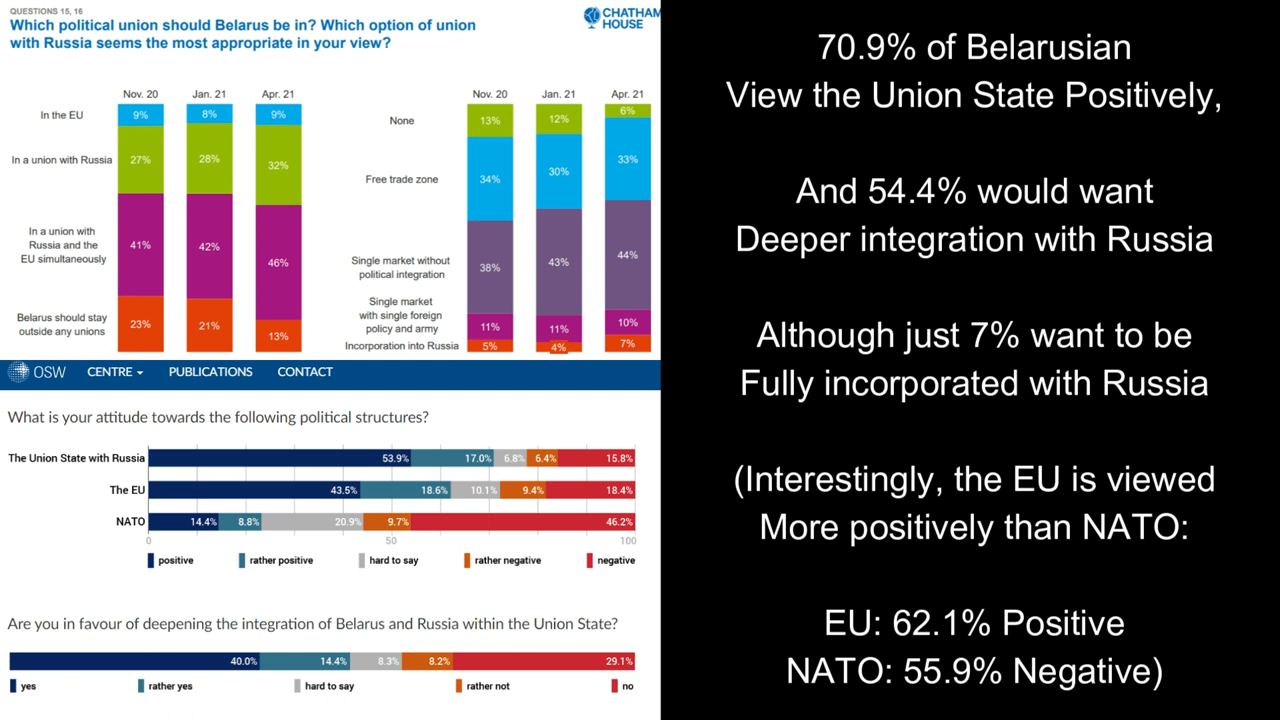 QUESTIONS 15, 16
Which political union should Belarus be in? Which option of union
with Russia seems the most appropriate in your view?
CHATHAM
HOUSE
Nov. 20 Jan. 21 Apr. 21
In the EU 9% 8% 9%
In a union with Russia 27% 28% 32%
In a union with
Russia and the
EU simultaneously
41% 42% 46%
Belarus should stay
outside any unions
23% 21% 13%
Nov. 20 Jan. 21 Apr. 21
None 13% 12% 6%
Free trade zone 34% 30% 33%
Single market without
political integration
38% 43% 44%
Single market
with single foreign
policy and army
11% 11% 10%
Incorporation into Russia 5% 4% 7%
OSW CENTRE PUBLICATIONS CONTACT
What is your attitude towards the following political structures?
The Union State with Russia 53.9% 17.0% 6.8% 6.4% 15.8%
The EU 43.5% 18.6% 10.1% 9.4% 18.4%
NATO 14.4% 8.8% 20.9% 9.7% 46.2%
0 50 100
positive rather positive hard to say rather negative negative
Are you in favour of deepening the integration of Belarus and Russia within the Union State?
40.0% 14.4% 8.3% 8.2% 29.1%
yes rather yes hard to say rather not no
70.9% of Belarusian
View the Union State Positively,
And 54.4% would want
Deeper integration with Russia
Although just 7% want to be
Fully incorporated with Russia
(Interestingly, the EU is viewed
More positively than NATO:
EU: 62.1% Positive
NATO: 55.9% Negative)